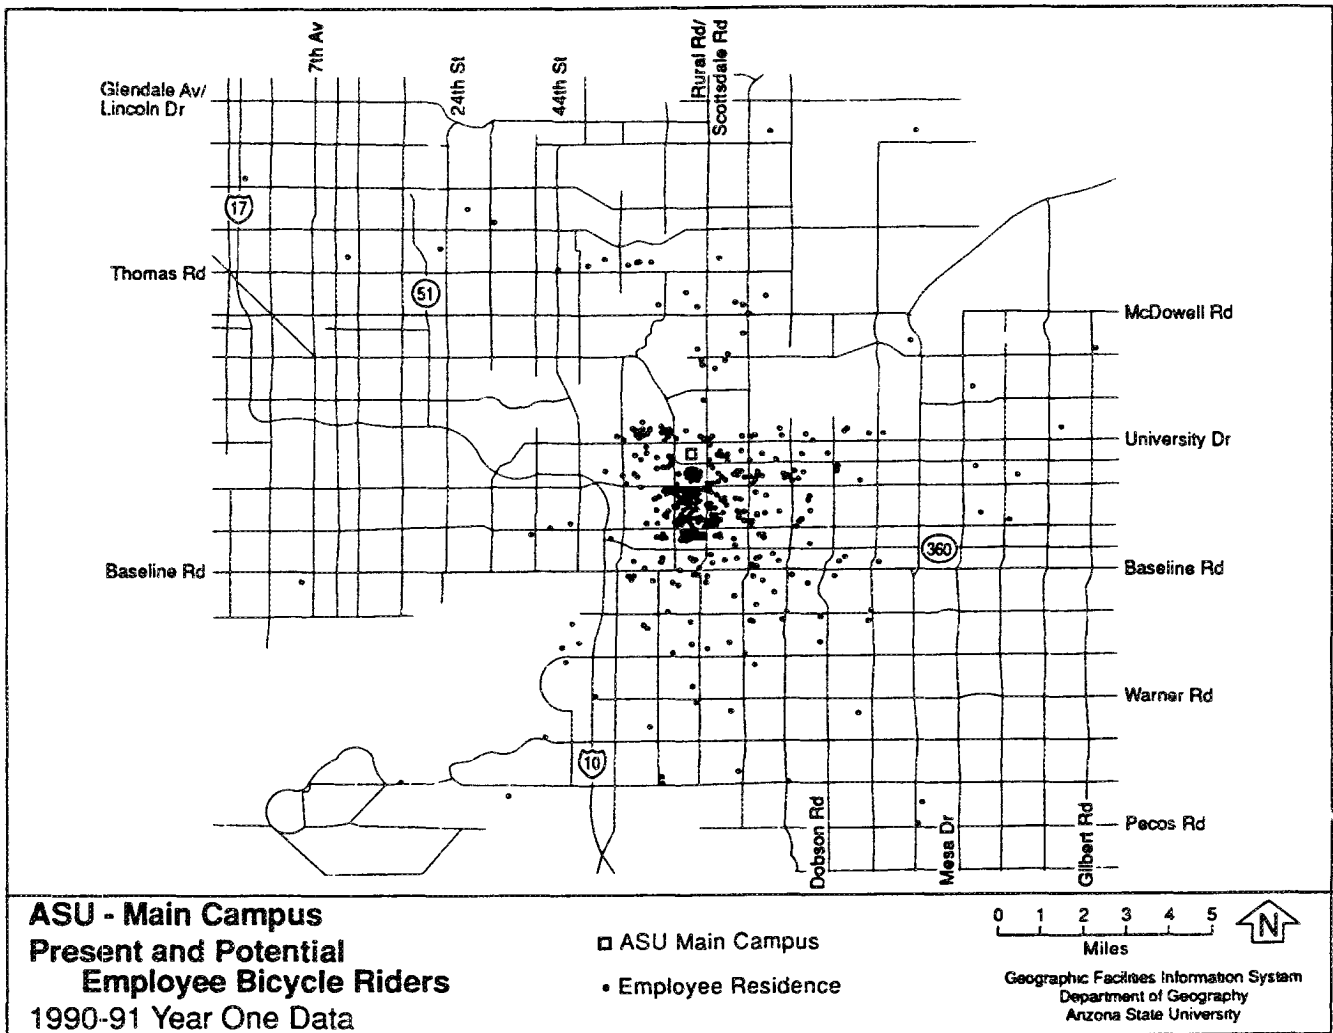 7th Av
24th St
44th St
Rural Rd/
Scottsdale Rd
Glendale Av/
Lincoln Dr
17
Thomas Rd
51
McDowell Rd
University Dr
360
Baseline Rd
Baseline Rd
Warner Rd
10
Dobson Rd
Mesa Dr
Gilbert Rd
Pecos Rd
ASU - Main Campus
Present and Potential
Employee Bicycle Riders
1990-91 Year One Data
ASU Main Campus
• Employee Residence
0 1 2 3 4 5
Miles
N
Geographic Facilities Information System
Department of Geography
Arizona State University